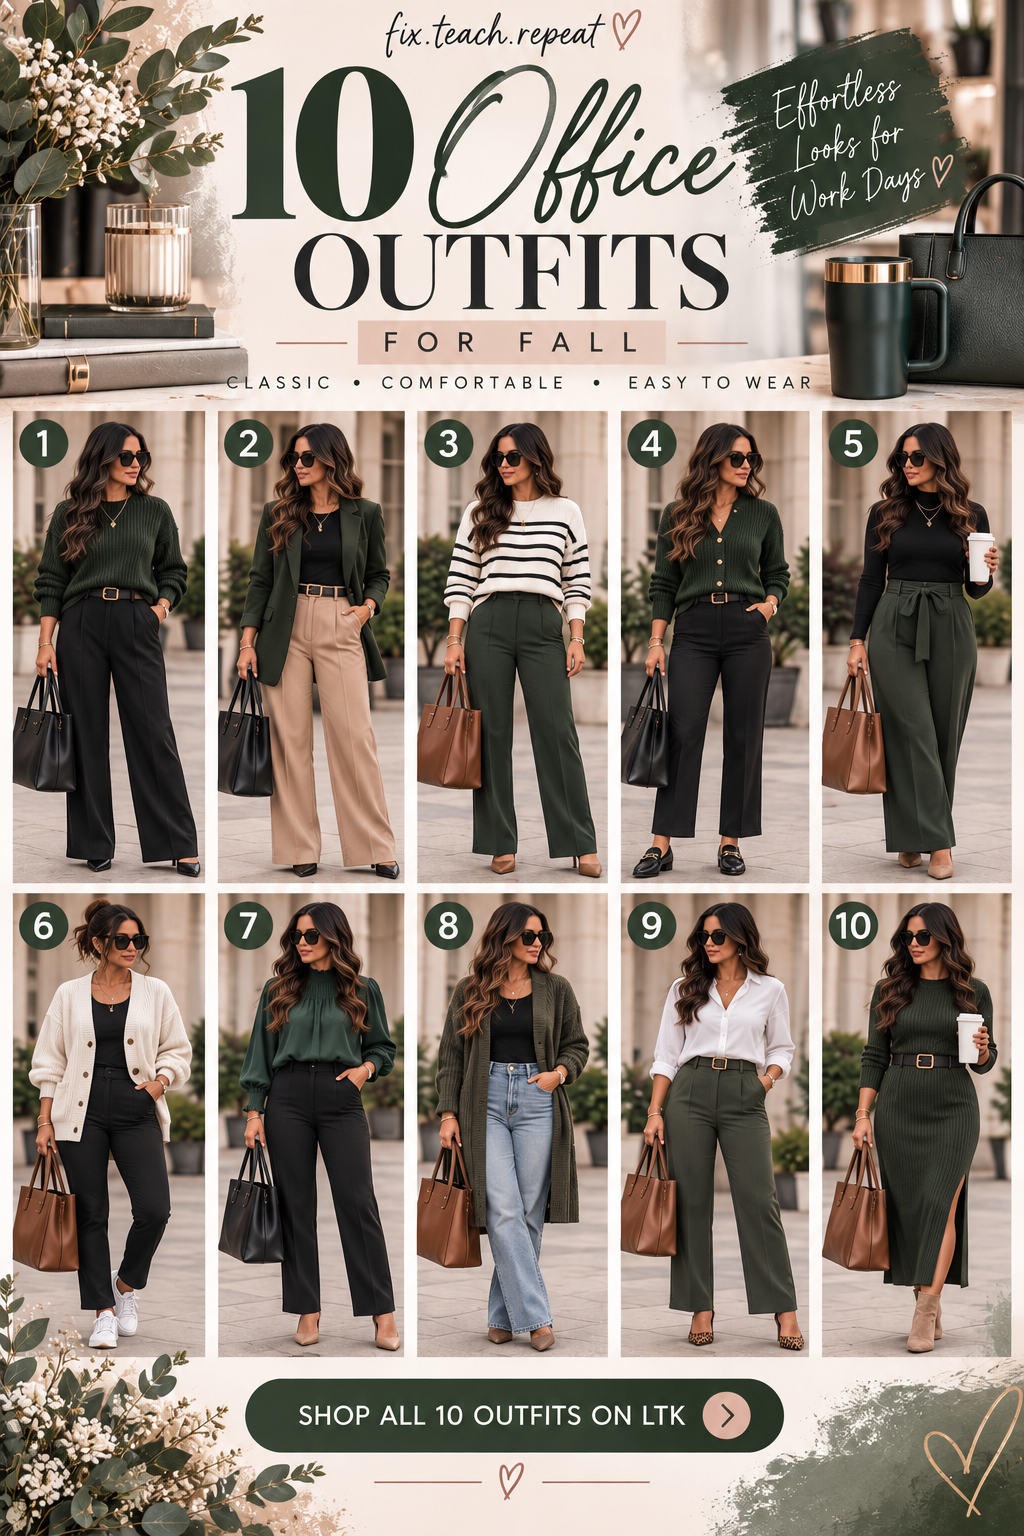 fix.teach.repeat
10 Office
OUTFITS
FOR FALL
CLASSIC • COMFORTABLE • EASY TO WEAR
Effortless
Looks for
Work Days
1
2
3
4
5
6
7
8
9
10
SHOP ALL 10 OUTFITS ON LTK